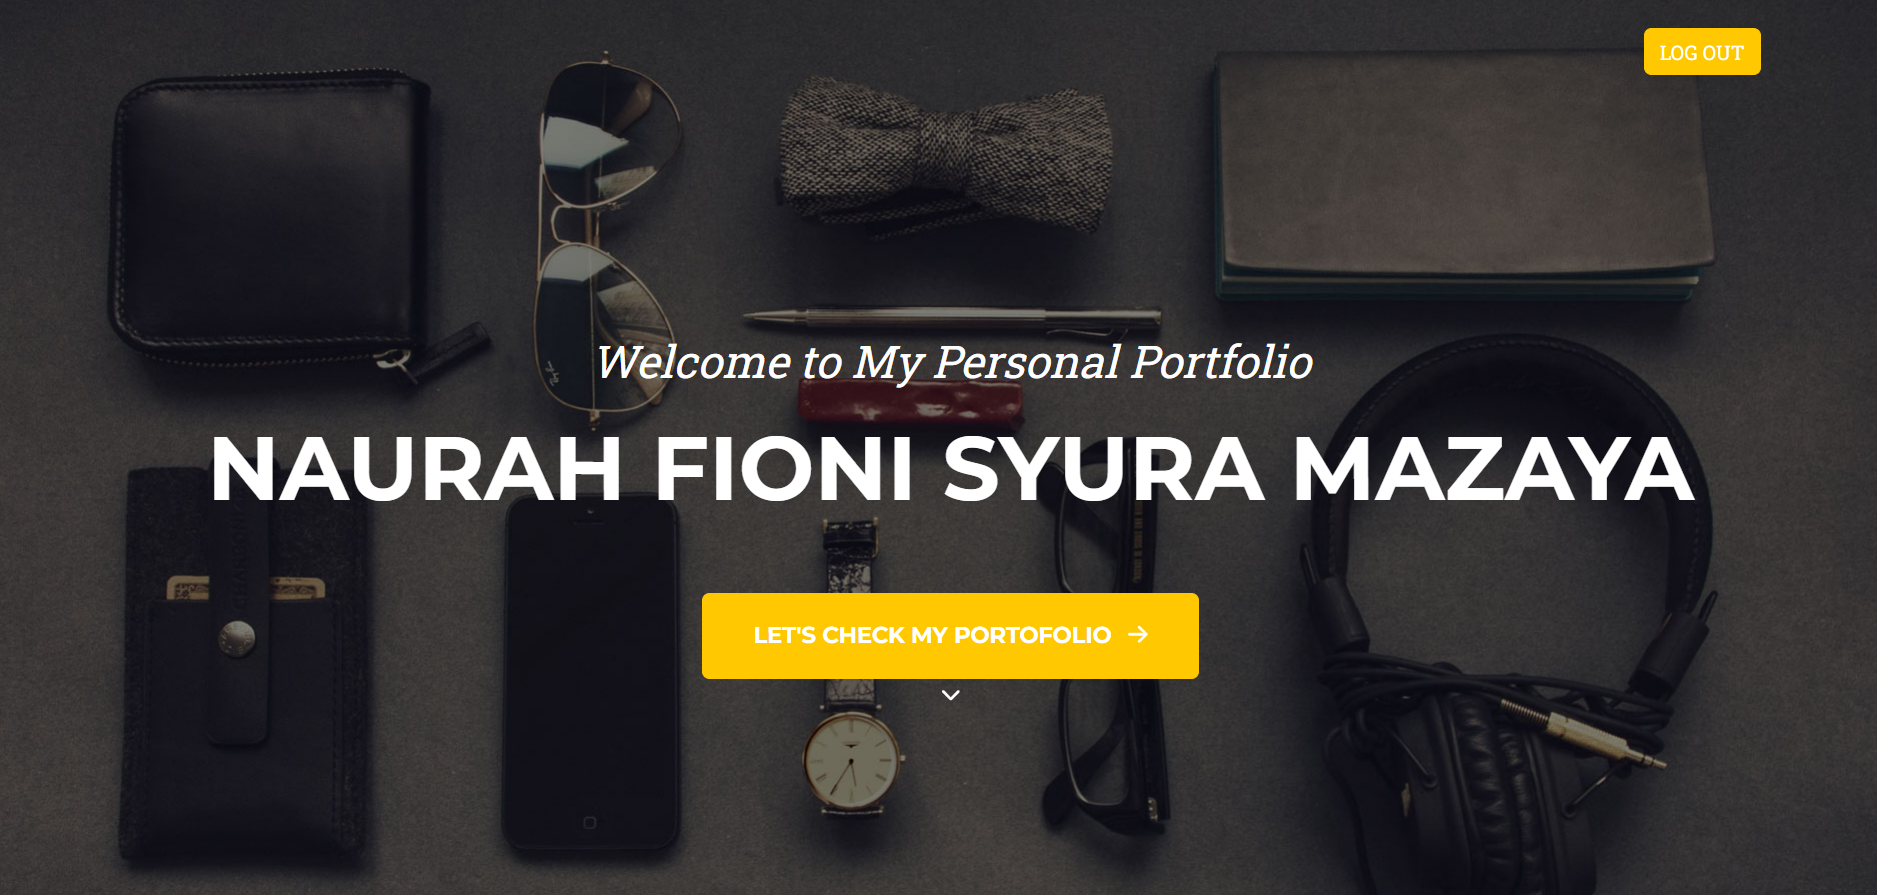 LOG OUT
Welcome to My Personal Portfolio
NAURAH FIONI SYURA MAZAYA
LET'S CHECK MY PORTOFOLIO